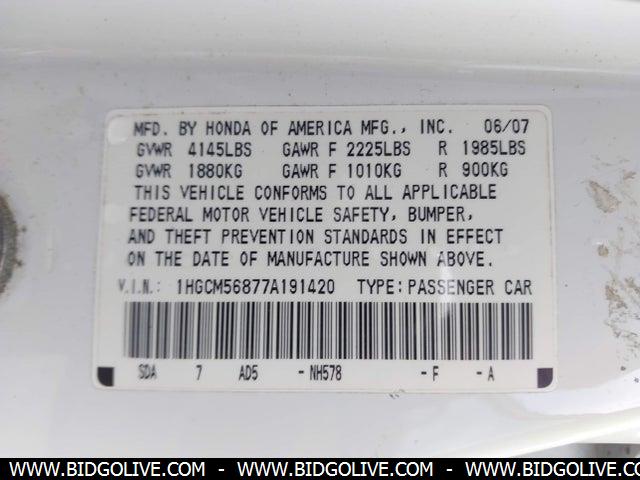 MFD. BY HONDA OF AMERICA MFG., INC. 06/07
GVWR 4145LBS GAWR F 2225LBS R 1985LBS
GVWR 1880KG GAWR F 1010KG R 900KG
THIS VEHICLE CONFORMS TO ALL APPLICABLE
FEDERAL MOTOR VEHICLE SAFETY, BUMPER,
AND THEFT PREVENTION STANDARDS IN EFFECT
ON THE DATE OF MANUFACTURE SHOWN ABOVE.
V.I.N.: 1HGCM56877A191420 TYPE:PASSENGER CAR
SDA 7 AD5 -NH578 -F -A
WWW.BIDGOLIVE.COM - WWW.BIDGOLIVE.COM - WWW.BIDGOLIVE.COM